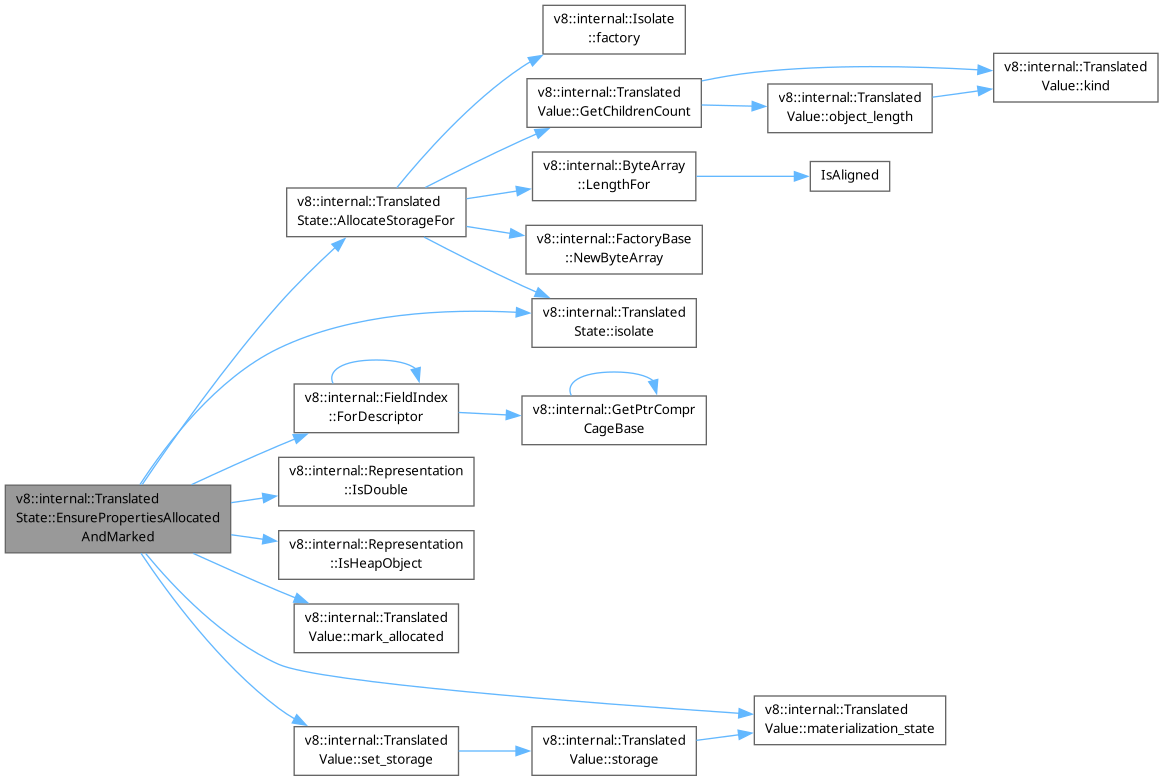 v8::internal::Isolate
::factory
v8::internal::Translated
Value::GetChildrenCount
v8::internal::Translated
Value::kind
v8::internal::Translated
Value::object_length
v8::internal::ByteArray
::LengthFor
IsAligned
v8::internal::Translated
State::AllocateStorageFor
v8::internal::FactoryBase
::NewByteArray
v8::internal::Translated
State::isolate
v8::internal::FieldIndex
::ForDescriptor
v8::internal::GetPtrCompr
CageBase
v8::internal::Representation
::IsDouble
v8::internal::Translated
State::EnsurePropertiesAllocated
AndMarked
v8::internal::Representation
::IsHeapObject
v8::internal::Translated
Value::mark_allocated
v8::internal::Translated
Value::materialization_state
v8::internal::Translated
Value::set_storage
v8::internal::Translated
Value::storage